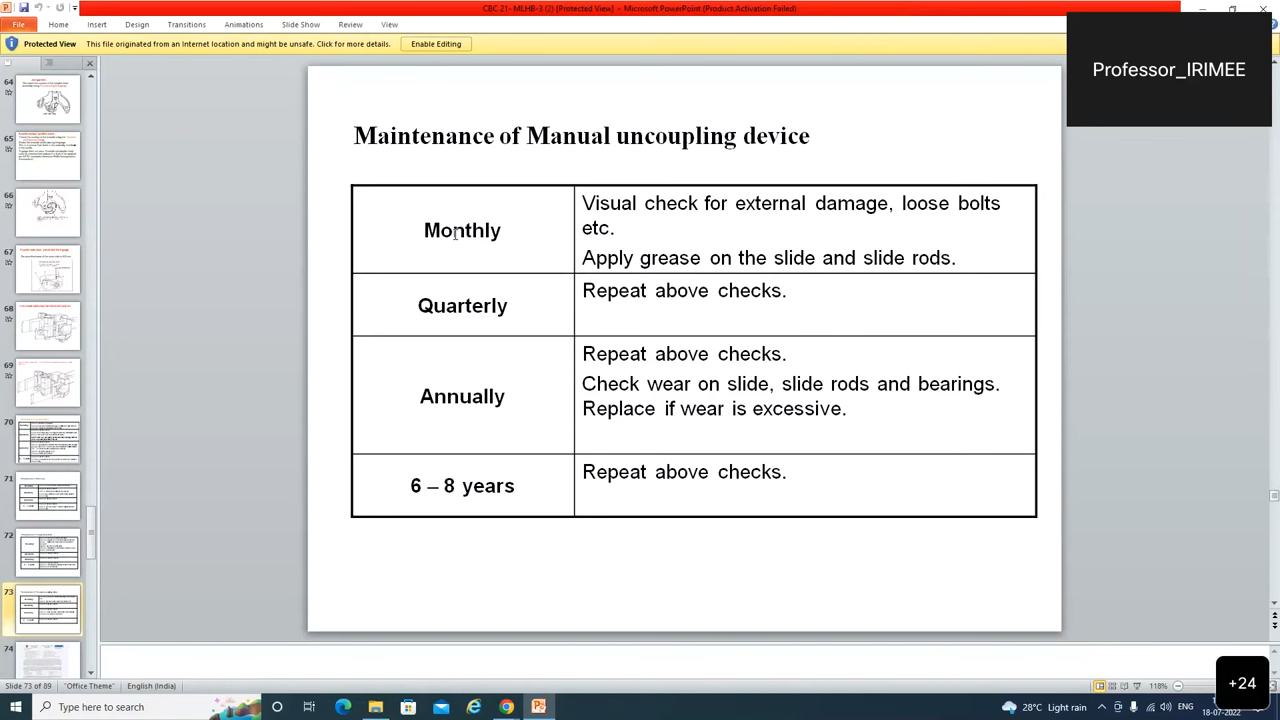 CBC 21- MLHB-3 (2) [Protected View] - Microsoft PowerPoint (Product Activation Failed)
File Home Insert Design Transitions Animations Slide Show Review View
Protected View This file originated from an Internet location and might be unsafe. Click for more details. Enable Editing
Professor_IRIMEE
64
65
66
67
68
69
70
71
72
73
74
Maintenace of Manual uncoupling device
Monthly
Visual check for external damage, loose bolts
etc.
Apply grease on the slide and slide rods.
Quarterly
Repeat above checks.
Annually
Repeat above checks.
Check wear on slide, slide rods and bearings.
Replace if wear is excessive.
6 – 8 years
Repeat above checks.
Slide 73 of 89 "Office Theme" English (India)
118%
+24
Type here to search
28°C Light rain
18-07-2022